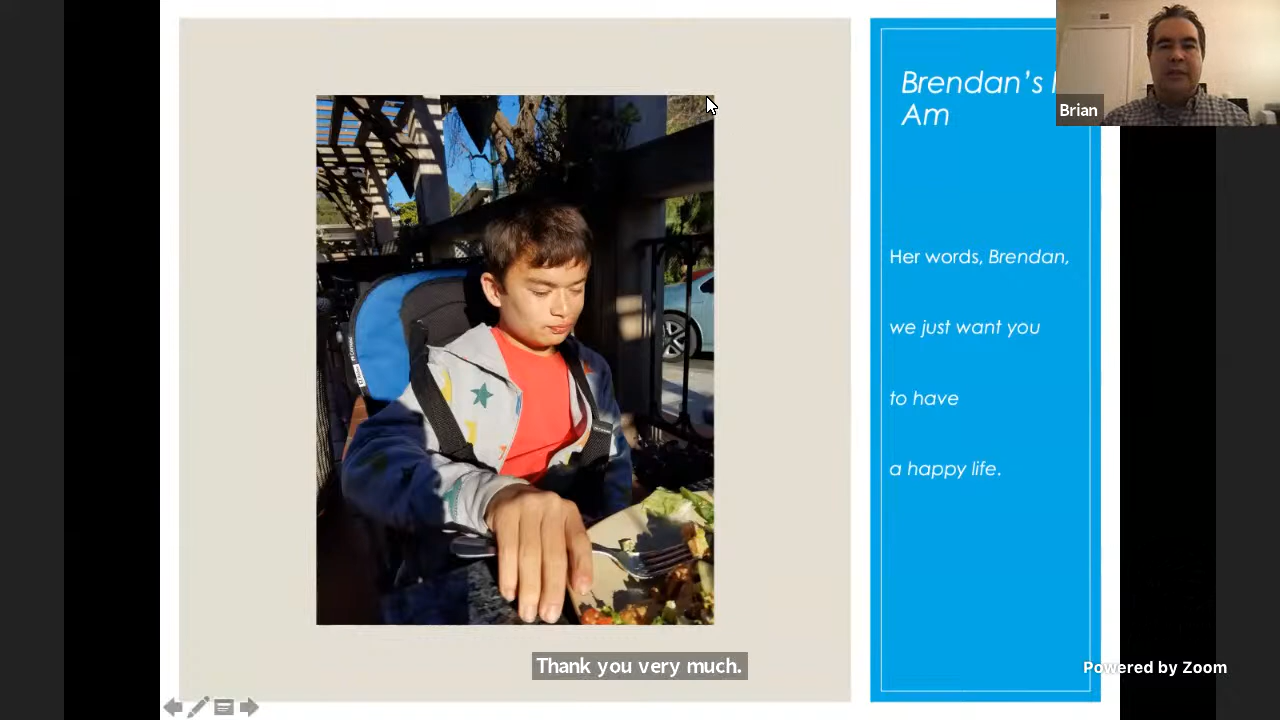 Brendan's
Am
Brian
Her words, Brendan,
we just want you
to have
a happy life.
Thank you very much.
Powered by Zoom